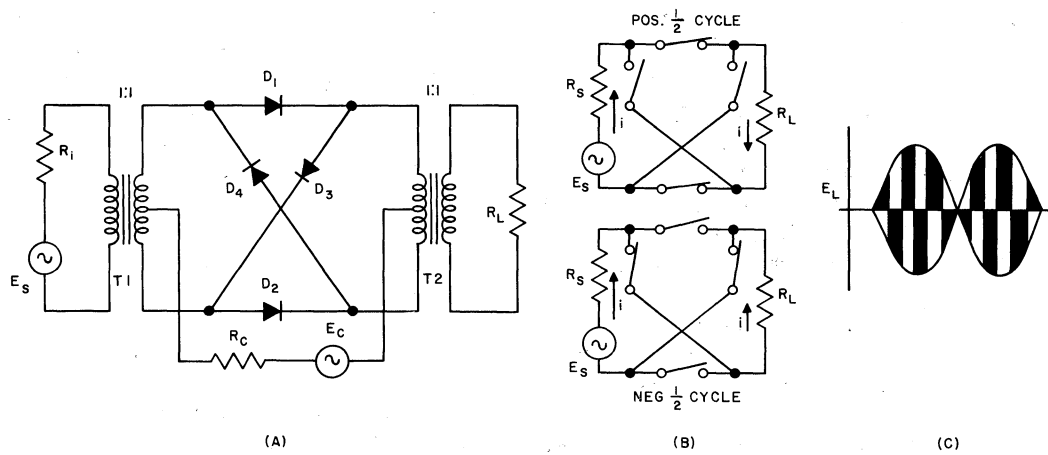 1:1
D1
1:1
Ri
D4
D3
RL
Es
T1
T2
D2
Rc
Ec
(A)
POS. 1/2 CYCLE
Rs
i
i
RL
Es
Rs
i
i
RL
Es
NEG 1/2 CYCLE
(B)
EL
(C)